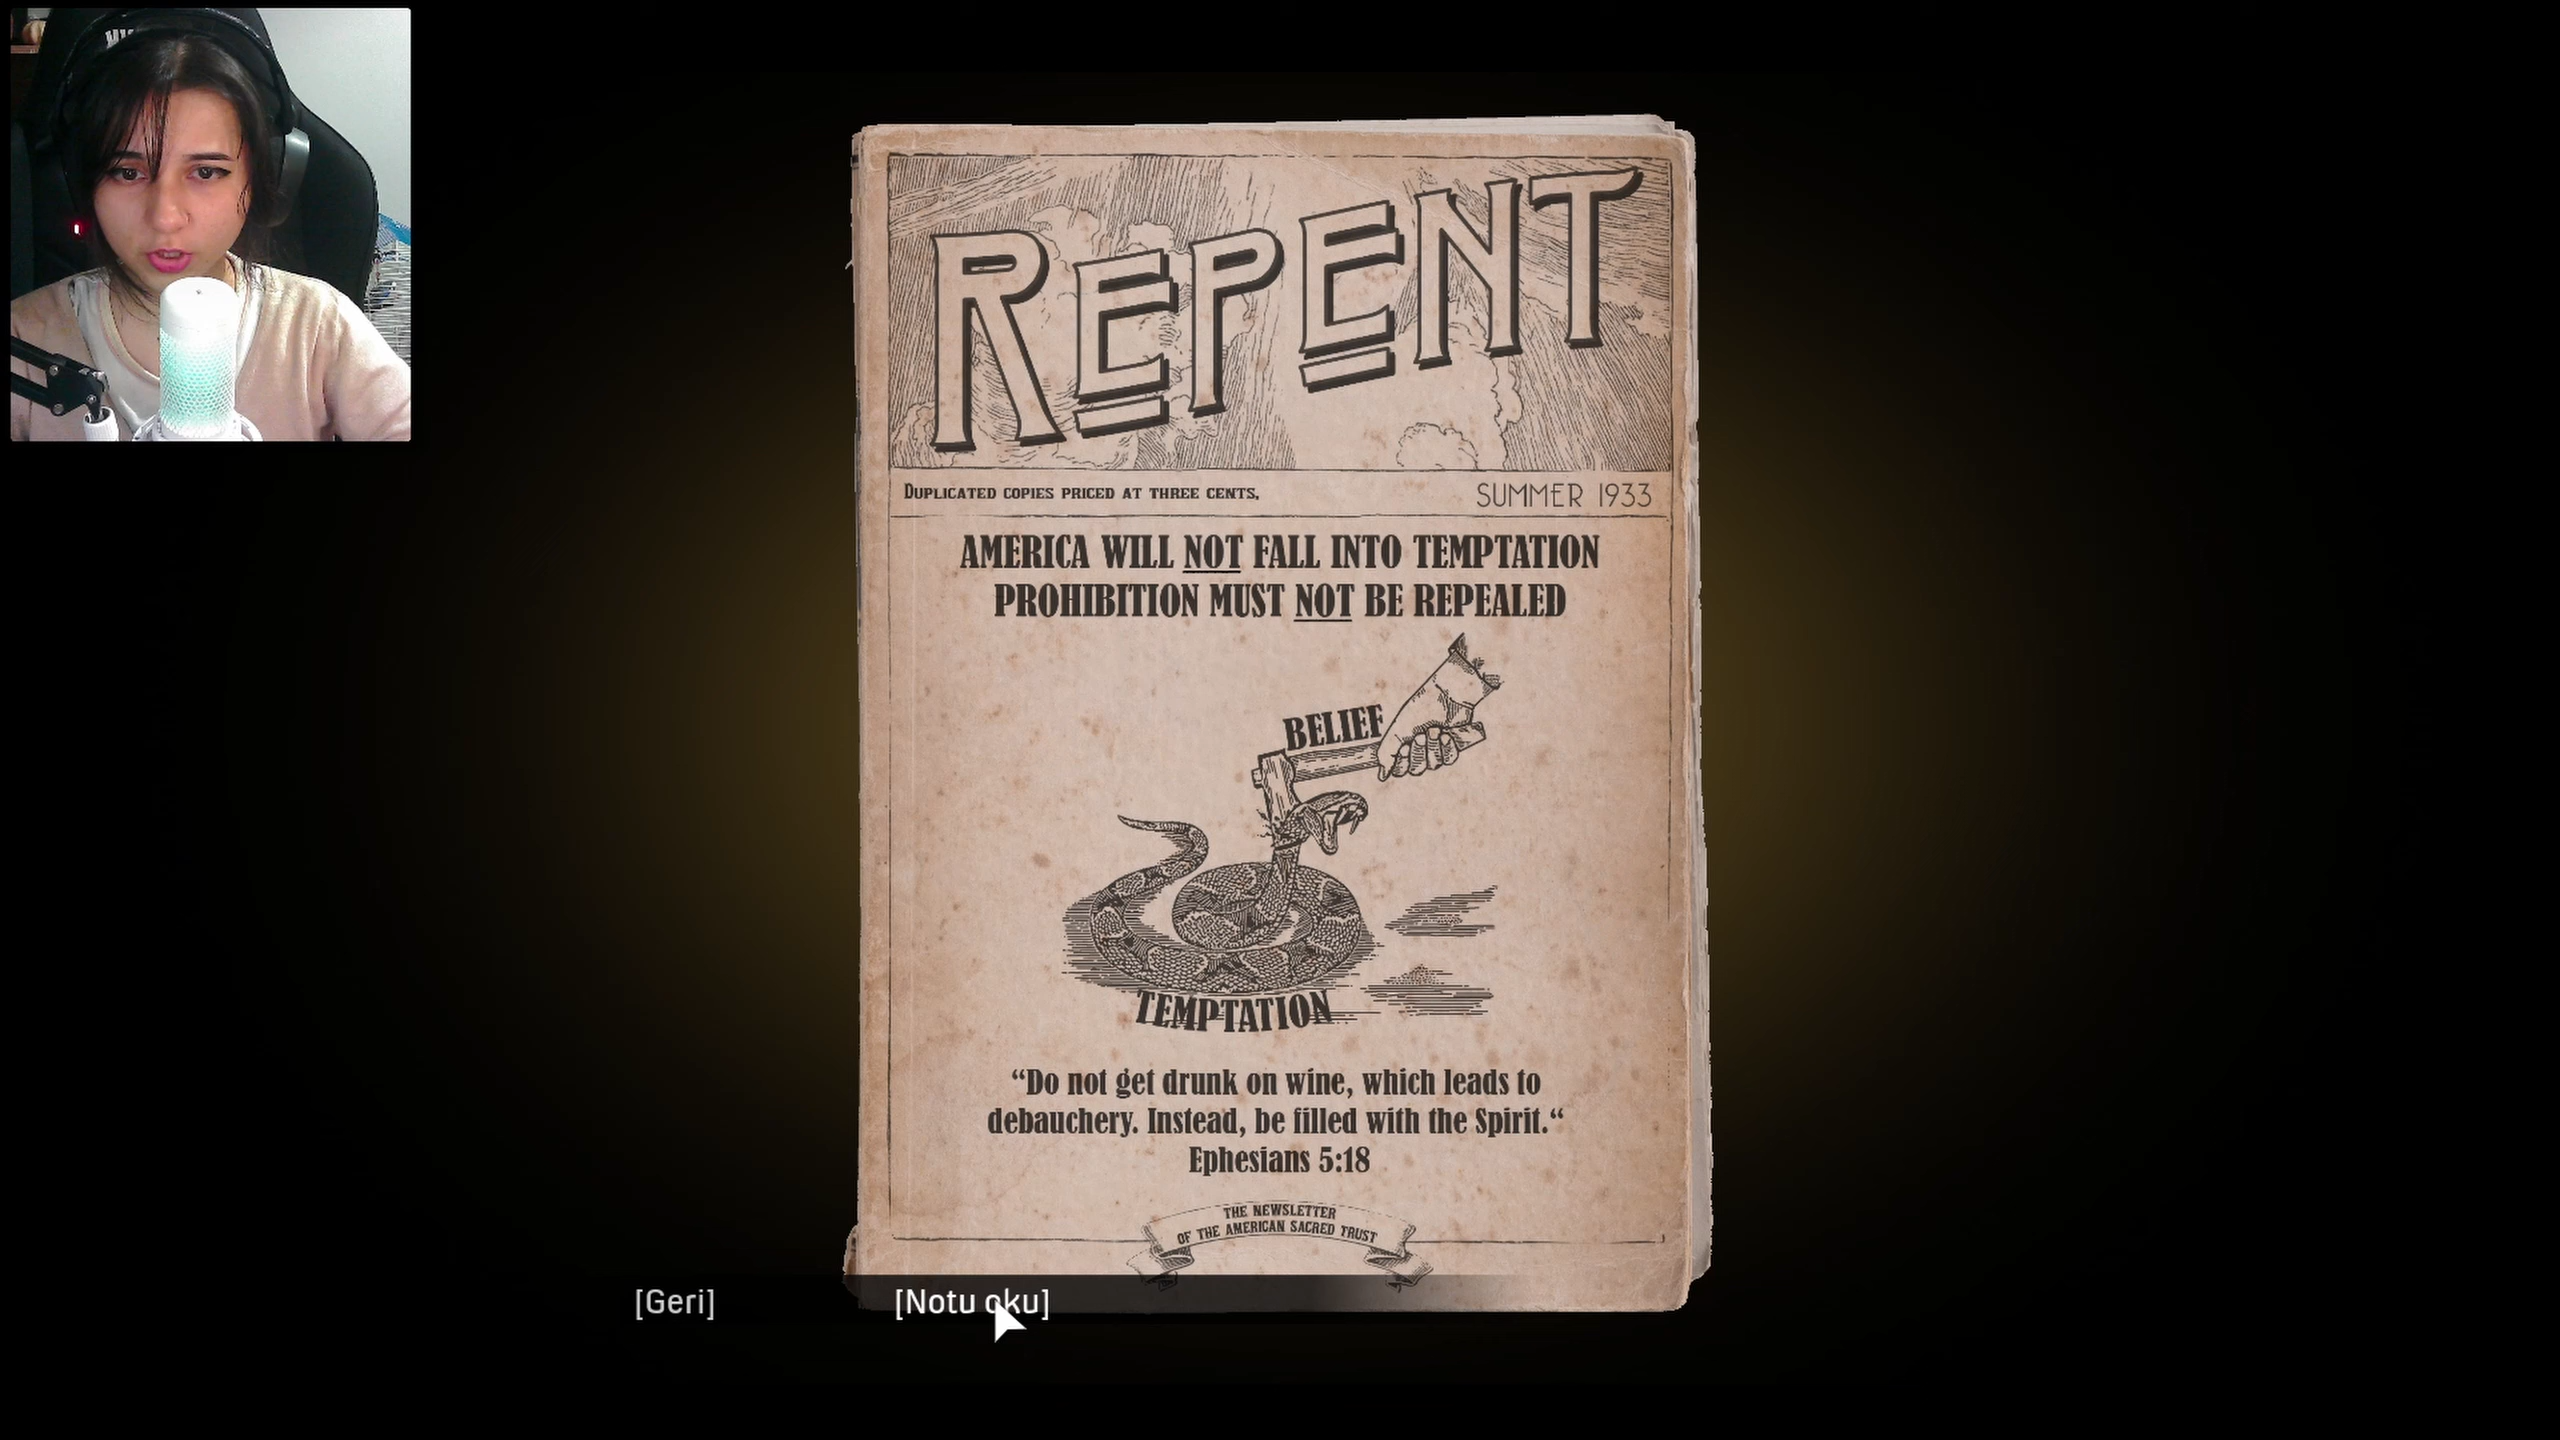 REPENT
DUPLICATED COPIES PRICED AT THREE CENTS,
SUMMER 1933
AMERICA WILL NOT FALL INTO TEMPTATION
PROHIBITION MUST NOT BE REPEALED
BELIEF
TEMPTATION
“Do not get drunk on wine, which leads to
debauchery. Instead, be filled with the Spirit.“
Ephesians 5:18
THE NEWSLETTER
OF THE AMERICAN SACRED TRUST
[Geri]
[Notu oku]